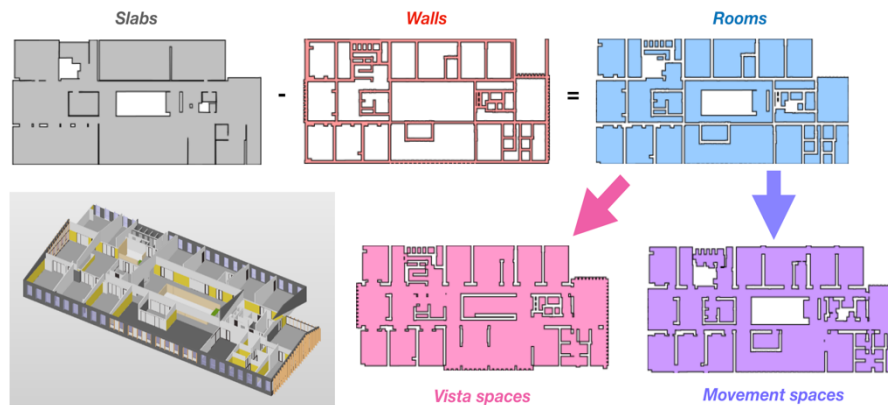 Slabs
Walls
Rooms
-
=
Vista spaces
Movement spaces